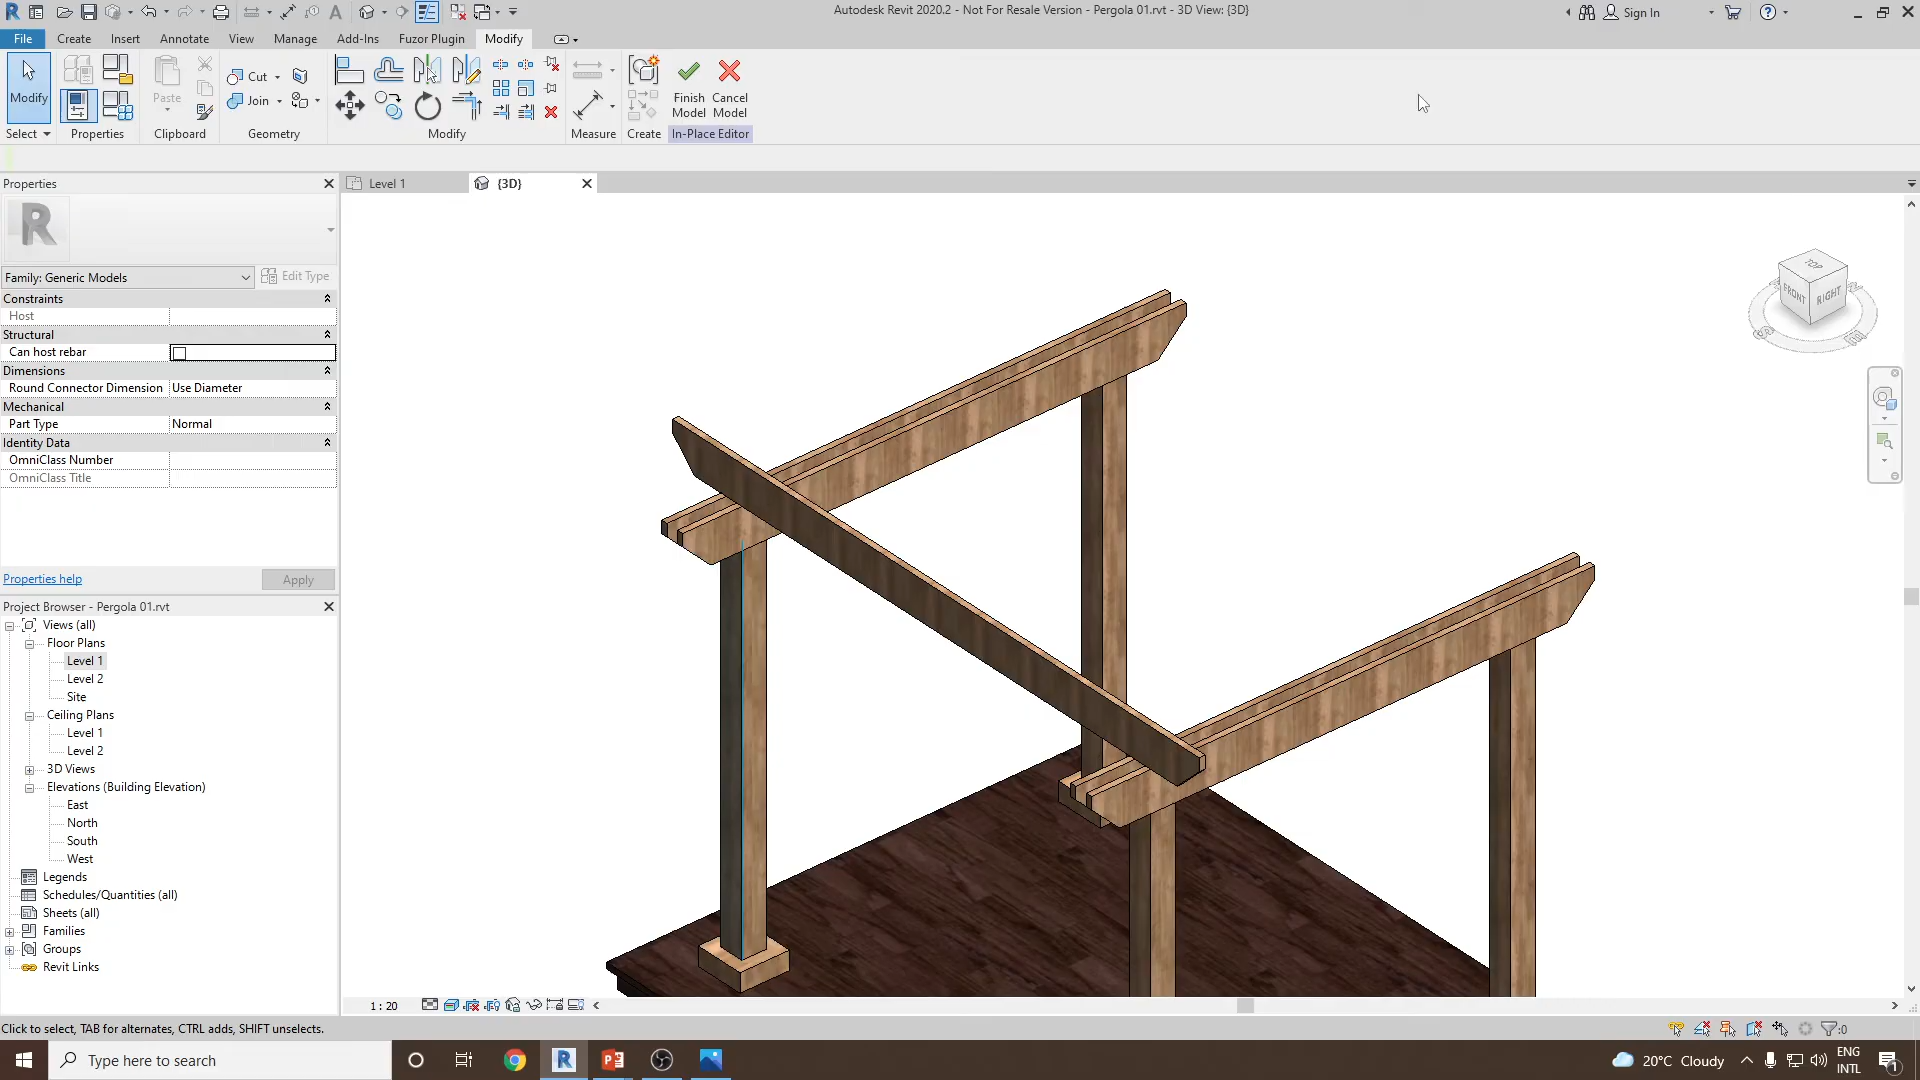 Autodesk Revit 2020.2 - Not For Resale Version - Pergola 01.rvt - 3D View: {3D}
Sign In
File
Create
Insert
Annotate
View
Manage
Add-Ins
Fuzor Plugin
Modify
Modify
Paste
Cut
Join
Finish
Model
Cancel
Model
Select
Properties
Clipboard
Geometry
Modify
Measure
Create
In-Place Editor
Properties
Level 1
{3D}
R
Family: Generic Models
Edit Type
Constraints
Host
Structural
Can host rebar
Dimensions
Round Connector Dimension
Use Diameter
Mechanical
Part Type
Normal
Identity Data
OmniClass Number
OmniClass Title
Properties help
Apply
Project Browser - Pergola 01.rvt
Views (all)
Floor Plans
Level 1
Level 2
Site
Ceiling Plans
Level 1
Level 2
3D Views
Elevations (Building Elevation)
East
North
South
West
Legends
Schedules/Quantities (all)
Sheets (all)
Families
Groups
Revit Links
TOP
FRONT
RIGHT
1 : 20
Click to select, TAB for alternates, CTRL adds, SHIFT unselects.
:0
Type here to search
20°C Cloudy
ENG
INTL
1